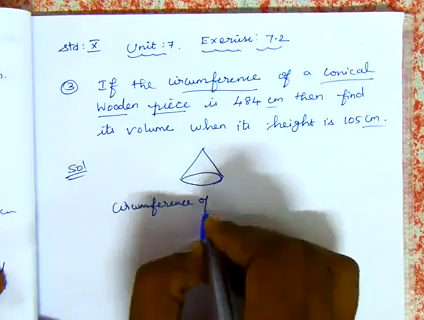 Std: X Unit: 7. Exercise: 7.2
③ If the circumference of a conical
wooden piece is 484 cm then find
its volume when its height is 105 cm.
Sol
Circumference of